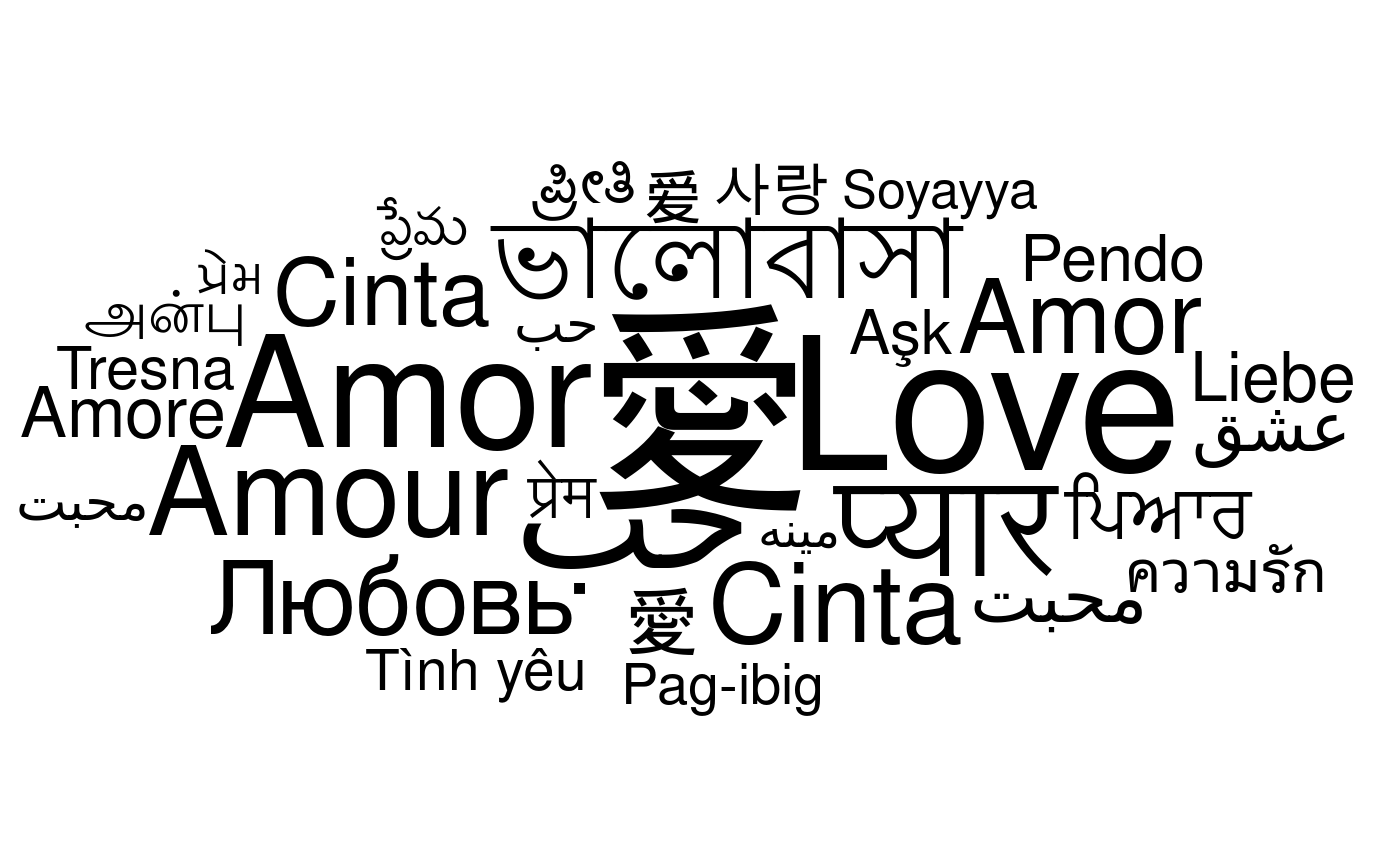 ಪ್ರೀತಿ 爱 사랑 Soyayya
ప్రేమ ভালোবাসা Pendo
પ્રેમ Cinta Amor
அன்பு حب Aşk
Tresna Amor 愛 Love Liebe
Amore عشق
محبت Amour प्रेम حب مينه प्यार ਪਿਆਰ
Любовь 愛 Cinta محبت ความรัก
Tình yêu Pag-ibig